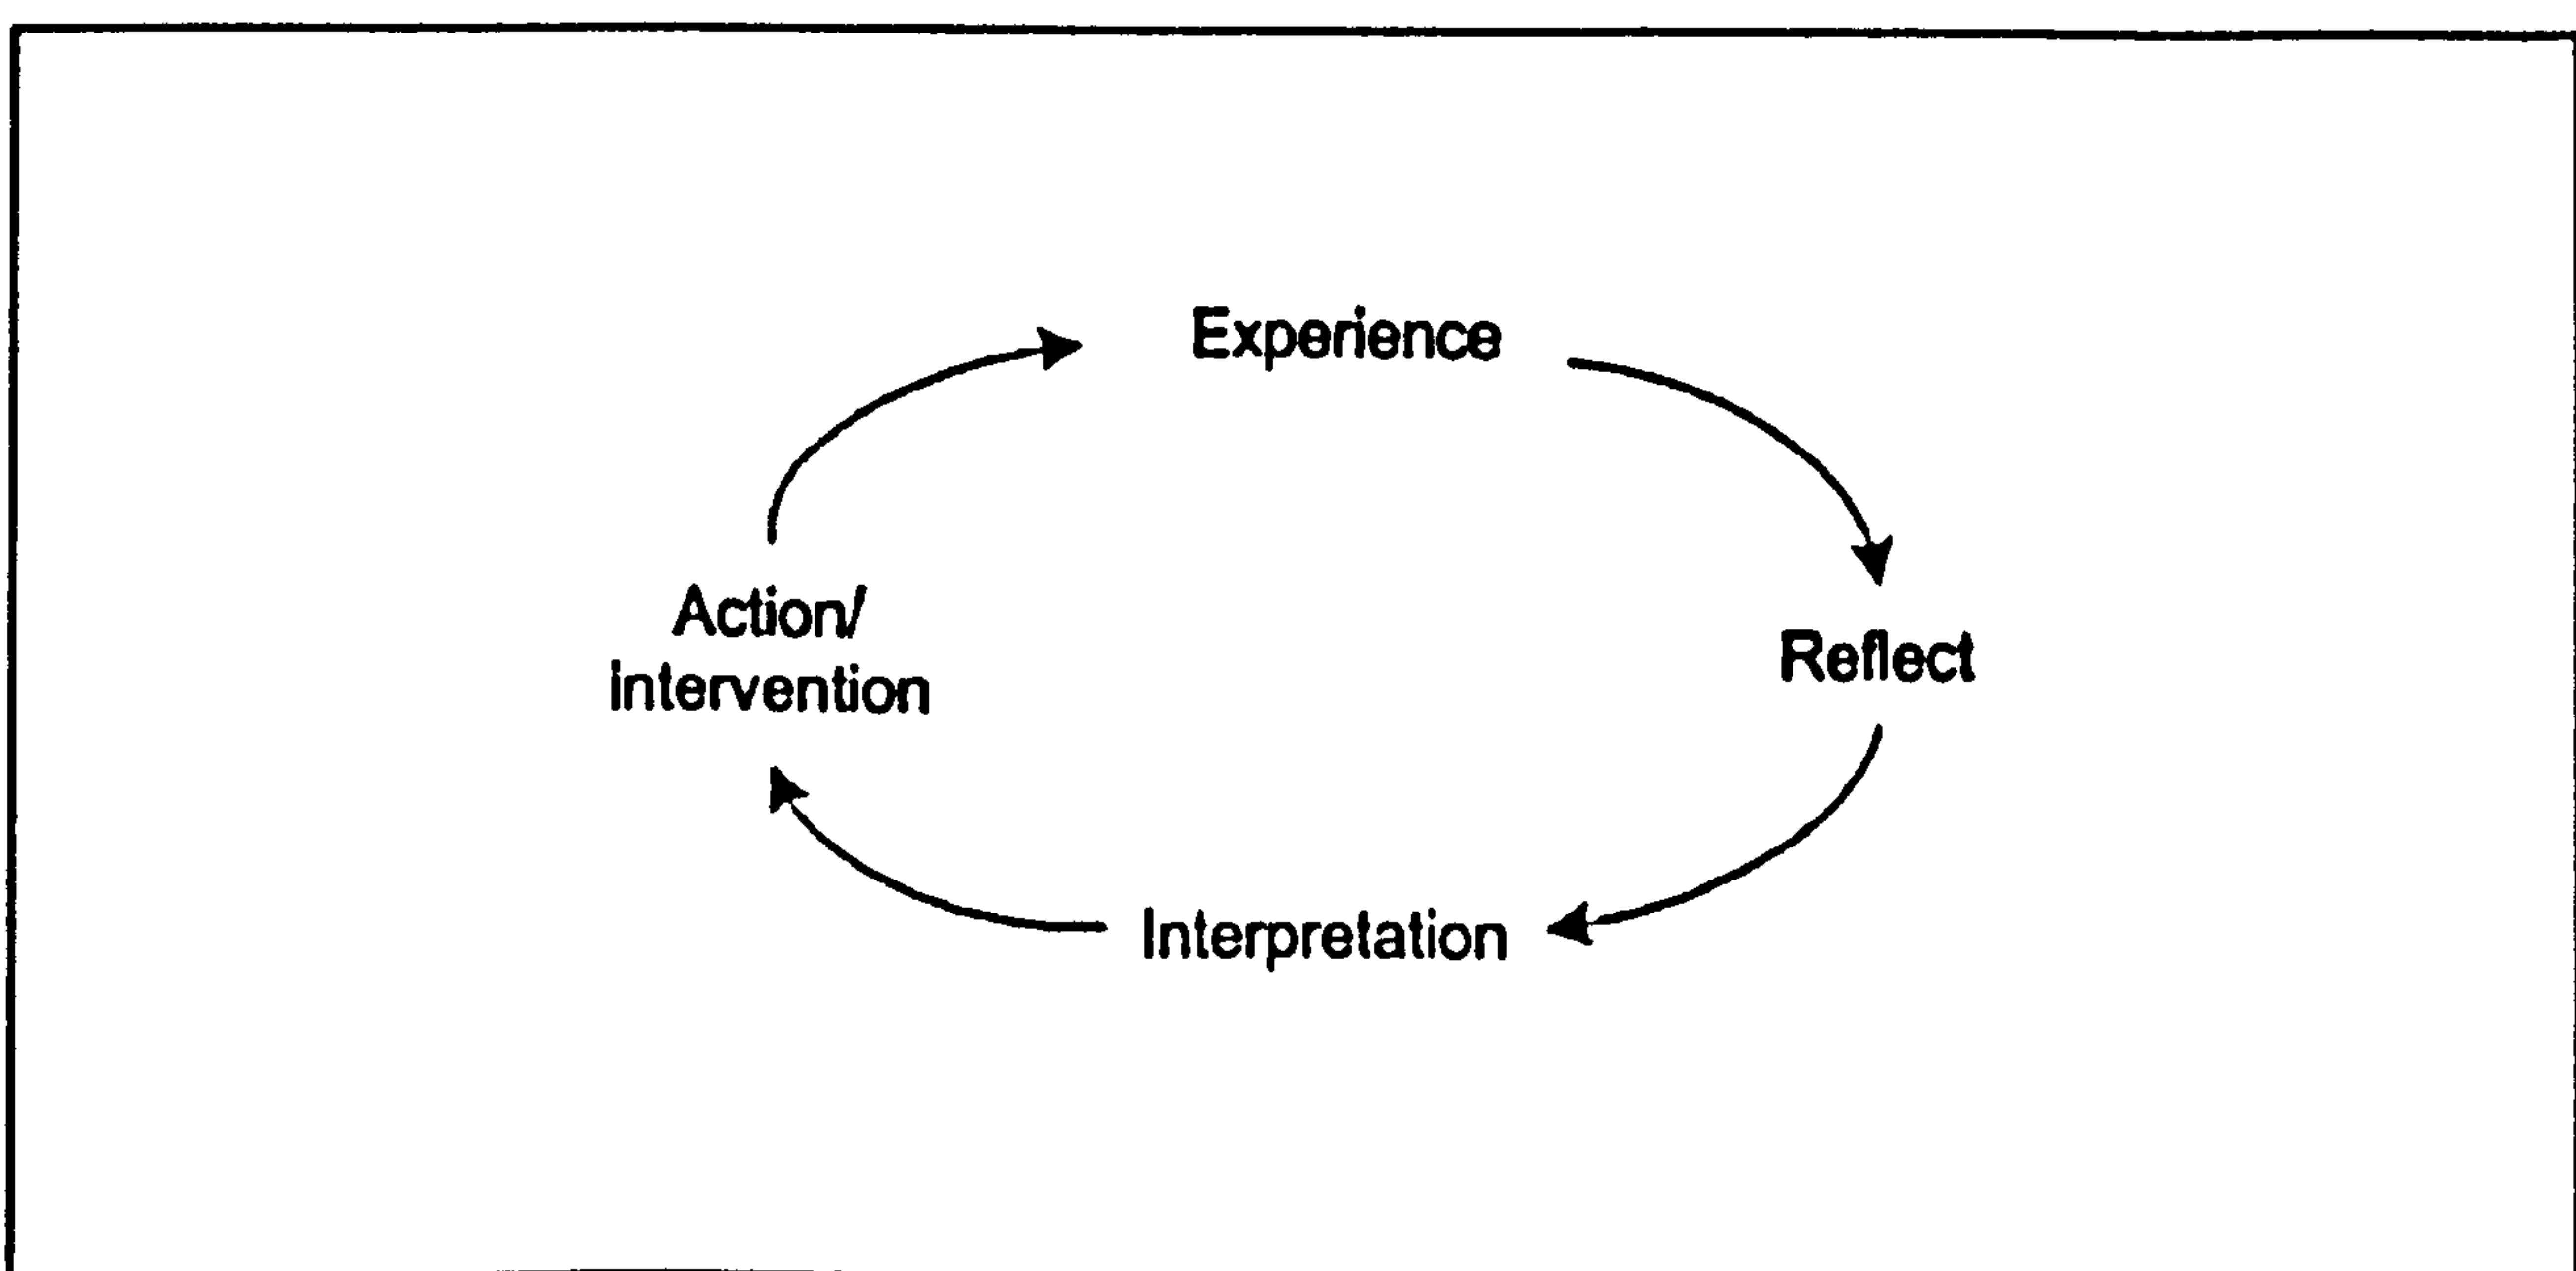 Experience
Reflect
Interpretation
Action/
intervention